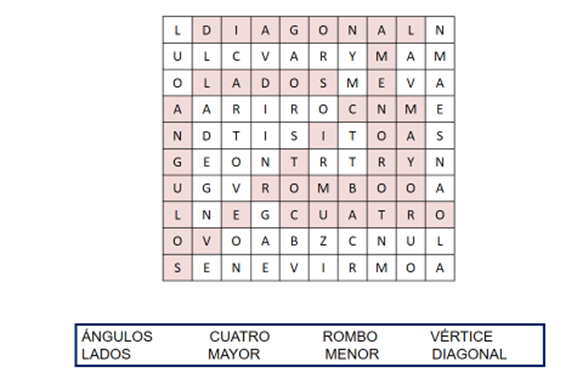 L D I A G O N A L N
U L C V A R Y M A M
O L A D O S M E V A
A A R I R O C N M E
N D T I S I T O A S
G E O N T R T R Y N
U G V R O M B O O A
L N E G C U A T R O
O V O A B Z C N U L
S E N E V I R M O A
ÁNGULOS CUATRO ROMBO VÉRTICE
LADOS MAYOR MENOR DIAGONAL